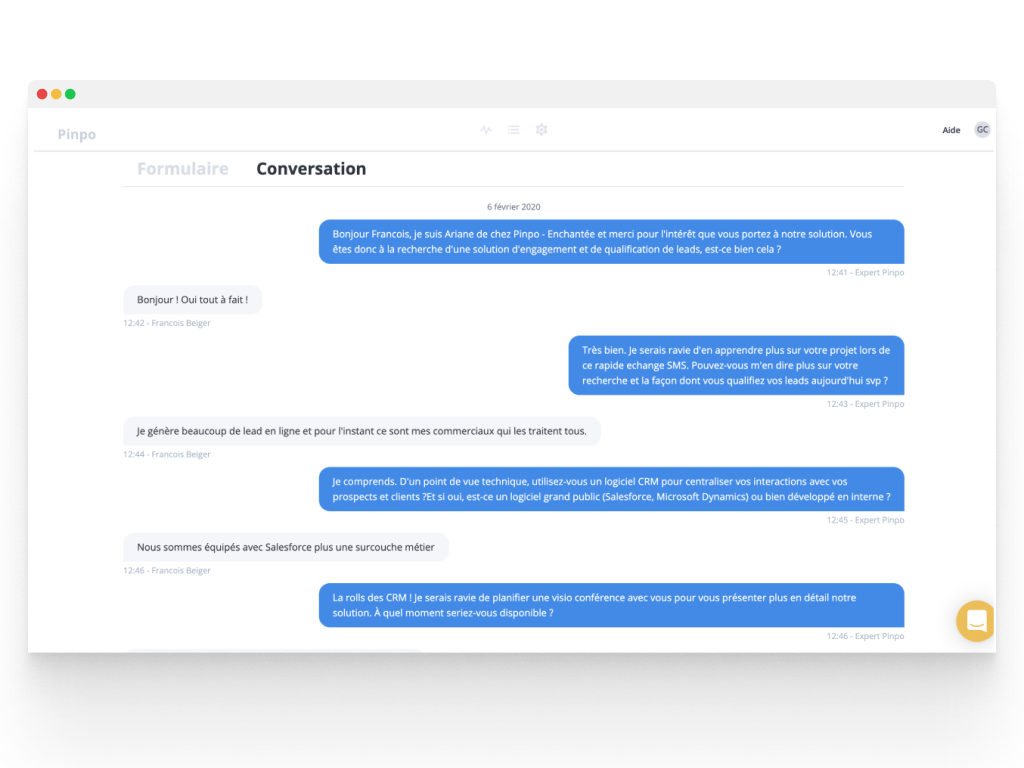 Pinpo
Aide
GC
Formulaire
Conversation
6 février 2020
Bonjour Francois, je suis Ariane de chez Pinpo - Enchantée et merci pour l'intérêt que vous portez à notre solution. Vous
êtes donc à la recherche d'une solution d'engagement et de qualification de leads, est-ce bien cela ?
12:41 - Expert Pinpo
Bonjour ! Oui tout à fait !
12:42 - Francois Beiger
Très bien. Je serais ravie d'en apprendre plus sur votre projet lors de
ce rapide echange SMS. Pouvez-vous m'en dire plus sur votre
recherche et la façon dont vous qualifiez vos leads aujourd'hui svp ?
12:43 - Expert Pinpo
Je génère beaucoup de lead en ligne et pour l'instant ce sont mes commerciaux qui les traitent tous.
12:44 - Francois Beiger
Je comprends. D'un point de vue technique, utilisez-vous un logiciel CRM pour centraliser vos interactions avec vos
prospects et clients ?Et si oui, est-ce un logiciel grand public (Salesforce, Microsoft Dynamics) ou bien développé en interne ?
12:45 - Expert Pinpo
Nous sommes équipés avec Salesforce plus une surcouche métier
12:46 - Francois Beiger
La rolls des CRM ! Je serais ravie de planifier une visio conférence avec vous pour vous présenter plus en détail notre
solution. À quel moment seriez-vous disponible ?
12:46 - Expert Pinpo